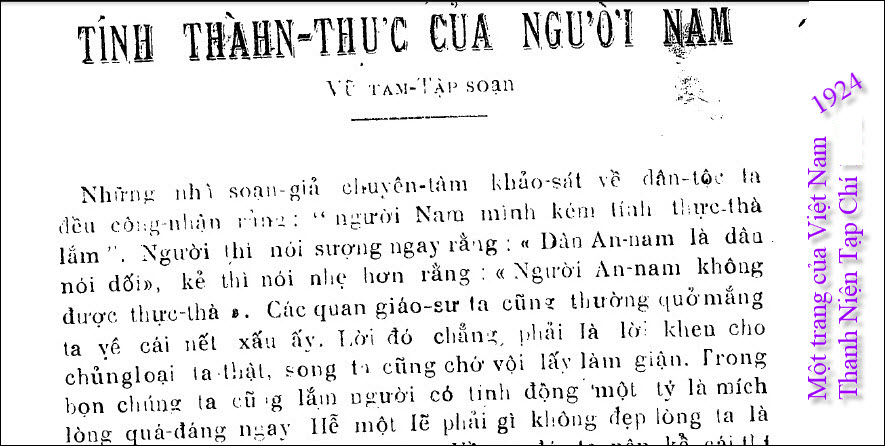 TÍNH THÀHN-THỰC CỦA NGƯỜI NAM
VŨ TAM-TẬP soạn
Những nhì soạn-giả chuyên-tàm khảo-sát về dân-tộc ta
đều công-nhận rằng : “ người Nam mình kém tính thực-thà
lắm ”. Người thì nói sượng ngay rằng : « Dân An-nam là dân
nói dối», kẻ thì nói nhẹ hơn rằng : « Người An-nam không
được thực-thà ». Các quan giáo-sư ta cũng thường quở mắng
ta về cái nết xấu ấy. Lời đó chẳng phải là lời khen cho
chủngloại ta thật, song ta cũng chớ vội lấy làm giận. Trong
bọn chúng ta cũng lắm người có tính động một tý là mích
lòng quá-đáng ngay Hễ một lẽ phải gì không đẹp lòng ta là
Một trang của Việt Nam 1924
Thanh Niện Tạp Chí